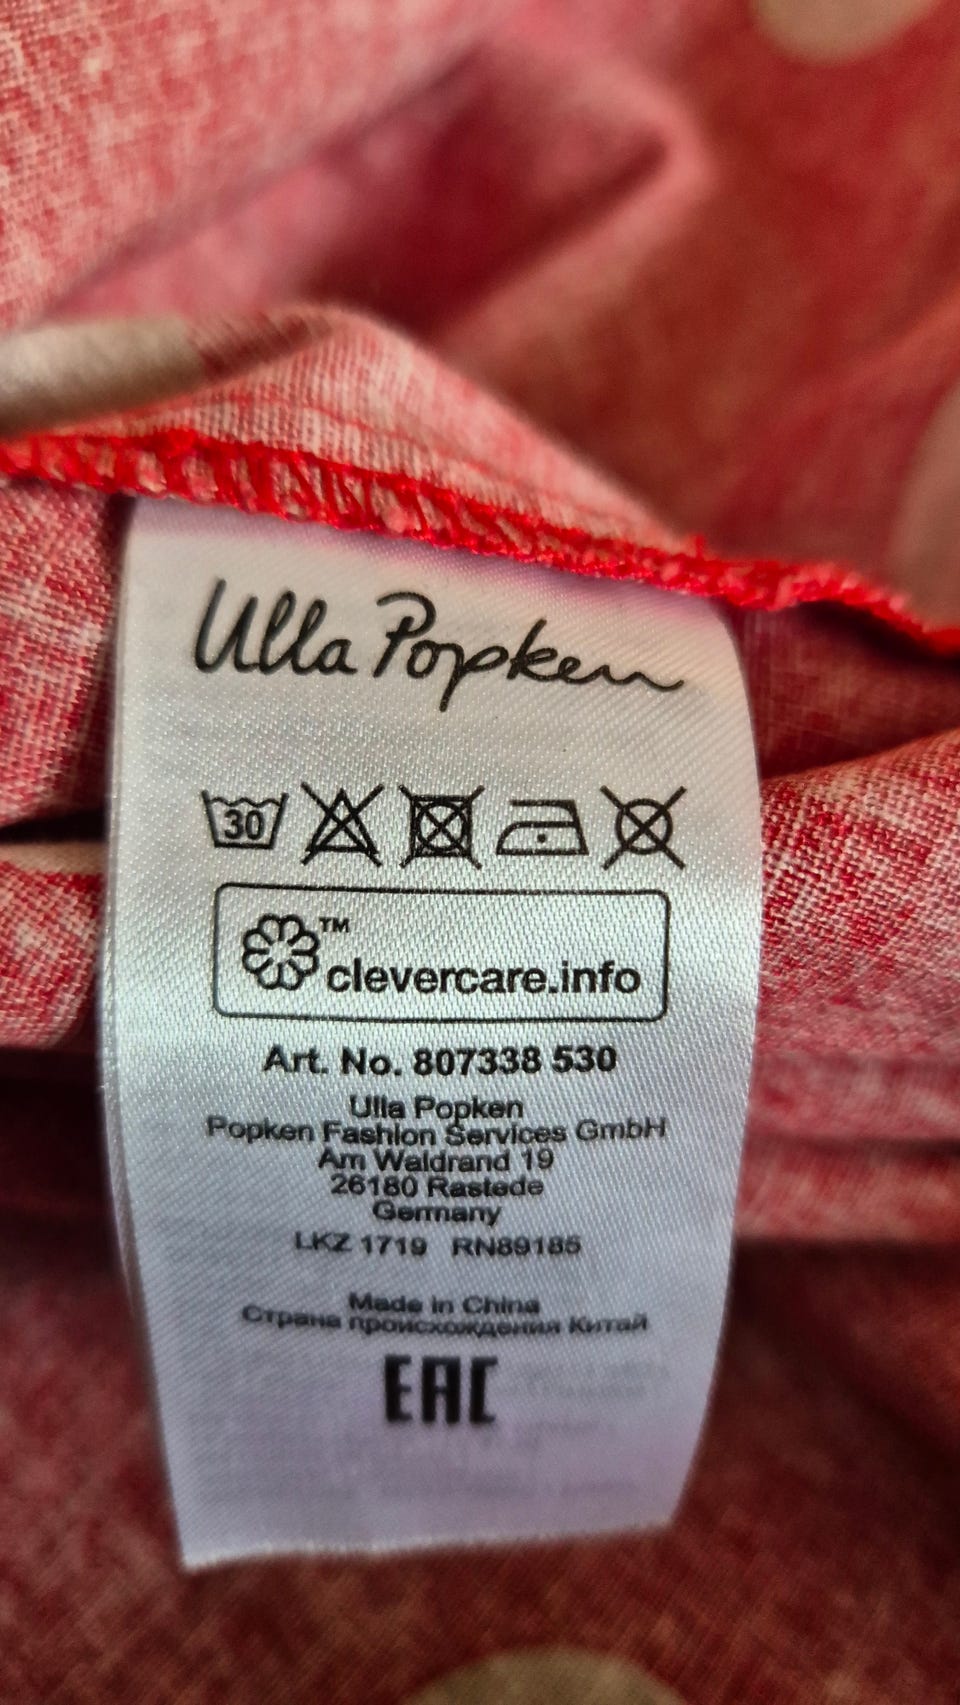 Ulla Popken
30
™
clevercare.info
Art. No. 807338 530
Ulla Popken
Popken Fashion Services GmbH
Am Waldrand 19
26180 Rastede
Germany
LKZ 1719 RN89185
Made in China
Страна происхождения Китай
EAC